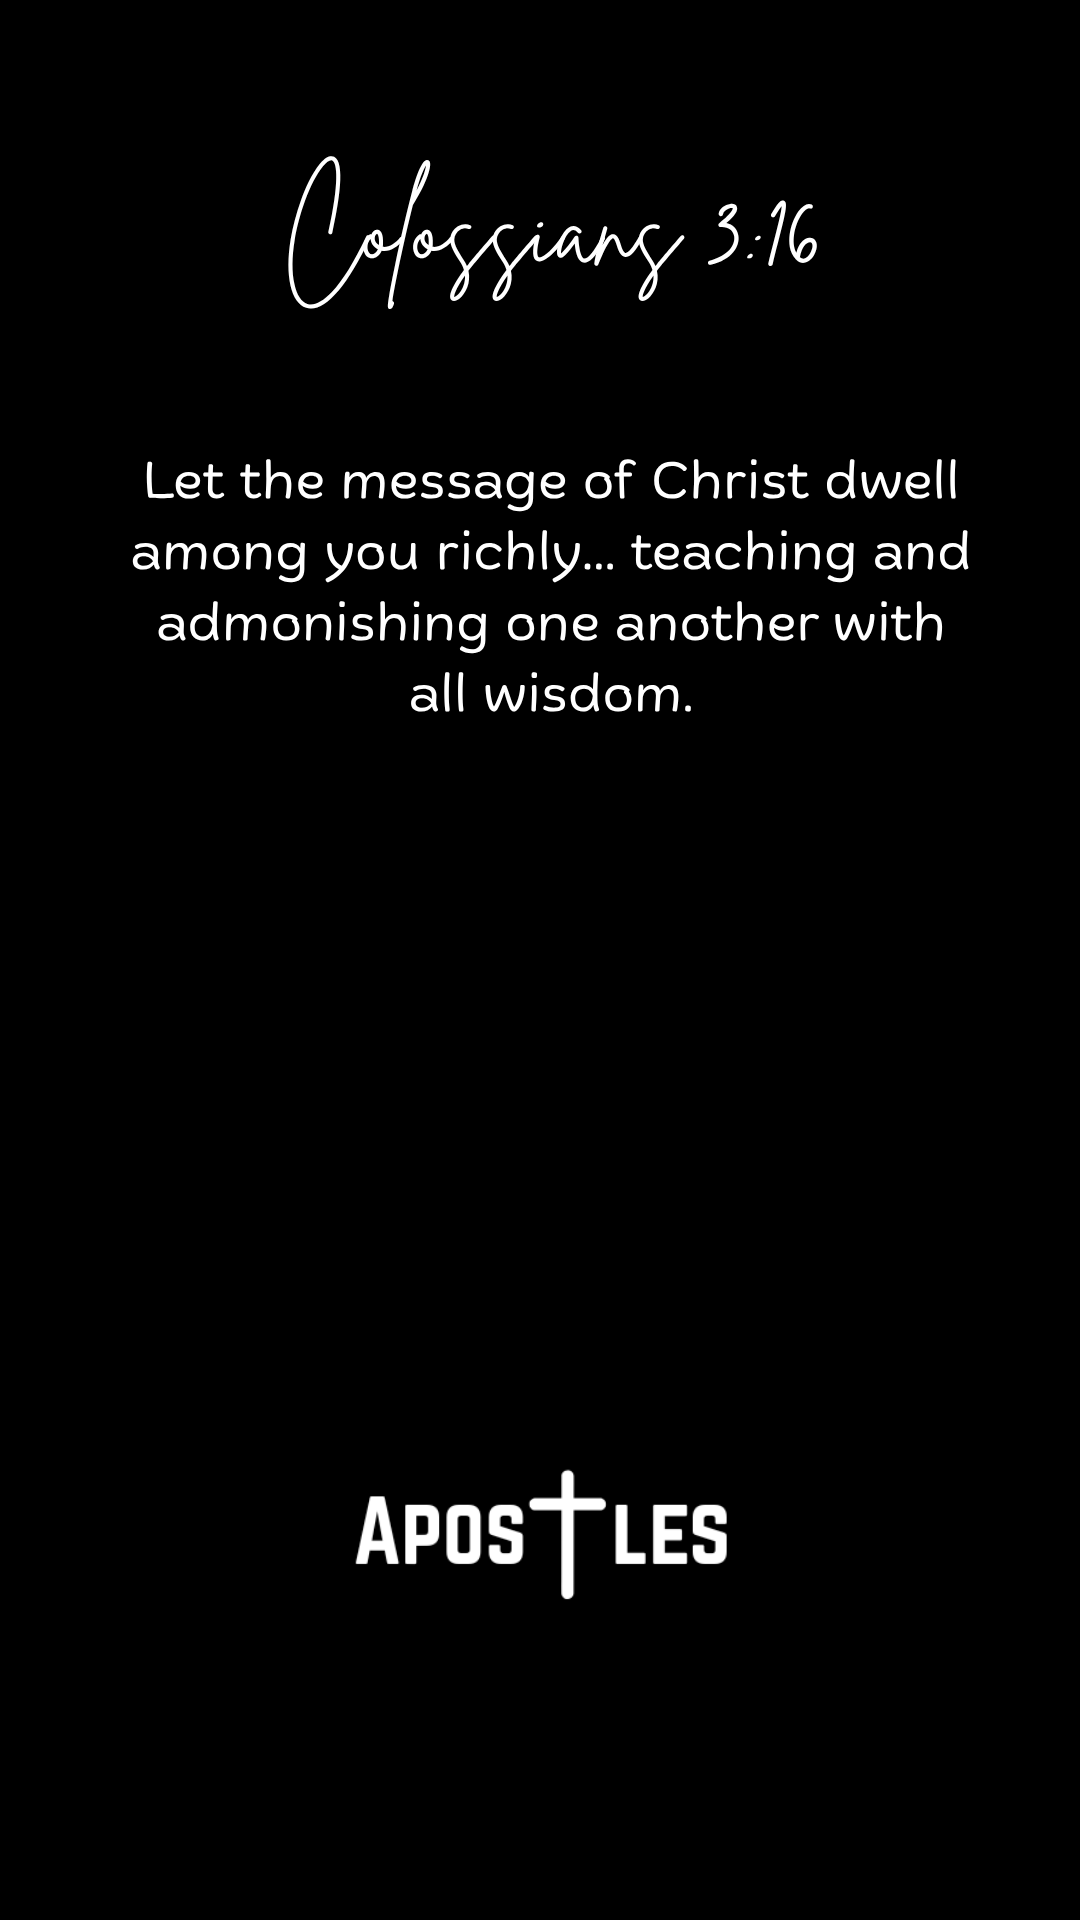 Colossians 3:16
Let the message of Christ dwell
among you richly... teaching and
admonishing one another with
all wisdom.
Apostles